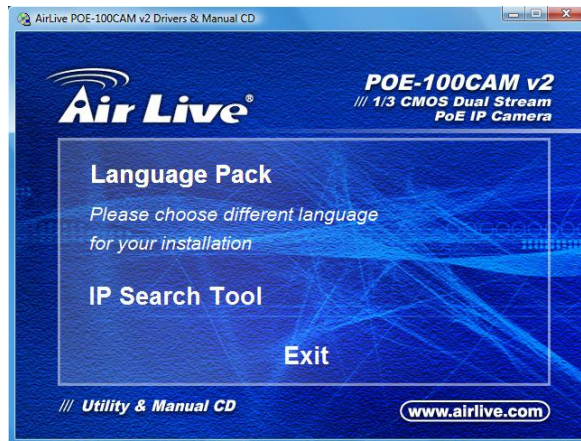 AirLive POE-100CAM v2 Drivers & Manual CD
Air Live®
POE-100CAM v2
/// 1/3 CMOS Dual Stream
PoE IP Camera
Language Pack
Please choose different language
for your installation
IP Search Tool
Exit
/// Utility & Manual CD
www.airlive.com